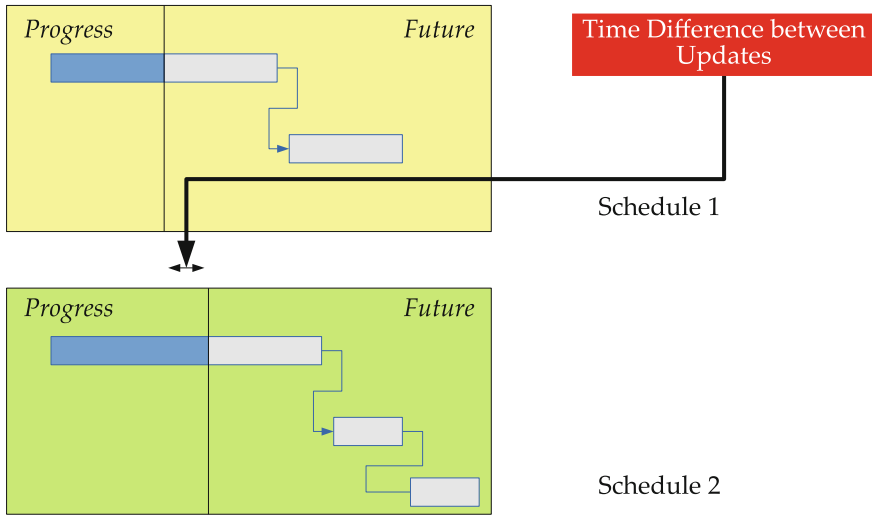 Progress
Future
Time Difference between
Updates
Schedule 1
Progress
Future
Schedule 2